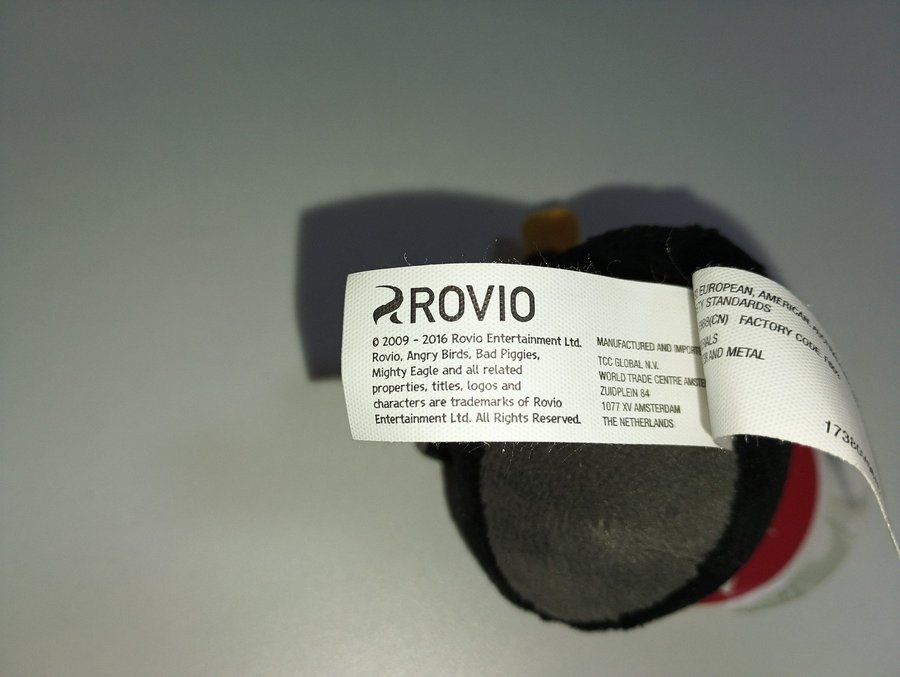 ROVIO
© 2009 - 2016 Rovio Entertainment Ltd.
Rovio, Angry Birds, Bad Piggies,
Mighty Eagle and all related
properties, titles, logos and
characters are trademarks of Rovio
Entertainment Ltd. All Rights Reserved.
MANUFACTURED AND
TCC GLOBAL N.V.
WORLD TRADE CENTRE
ZUIDPLEIN 84
1077 XV AMSTERDAM
THE NETHERLANDS
EUROPEAN, AMERICAN
STANDARDS
FACTORY CODE
AND METAL